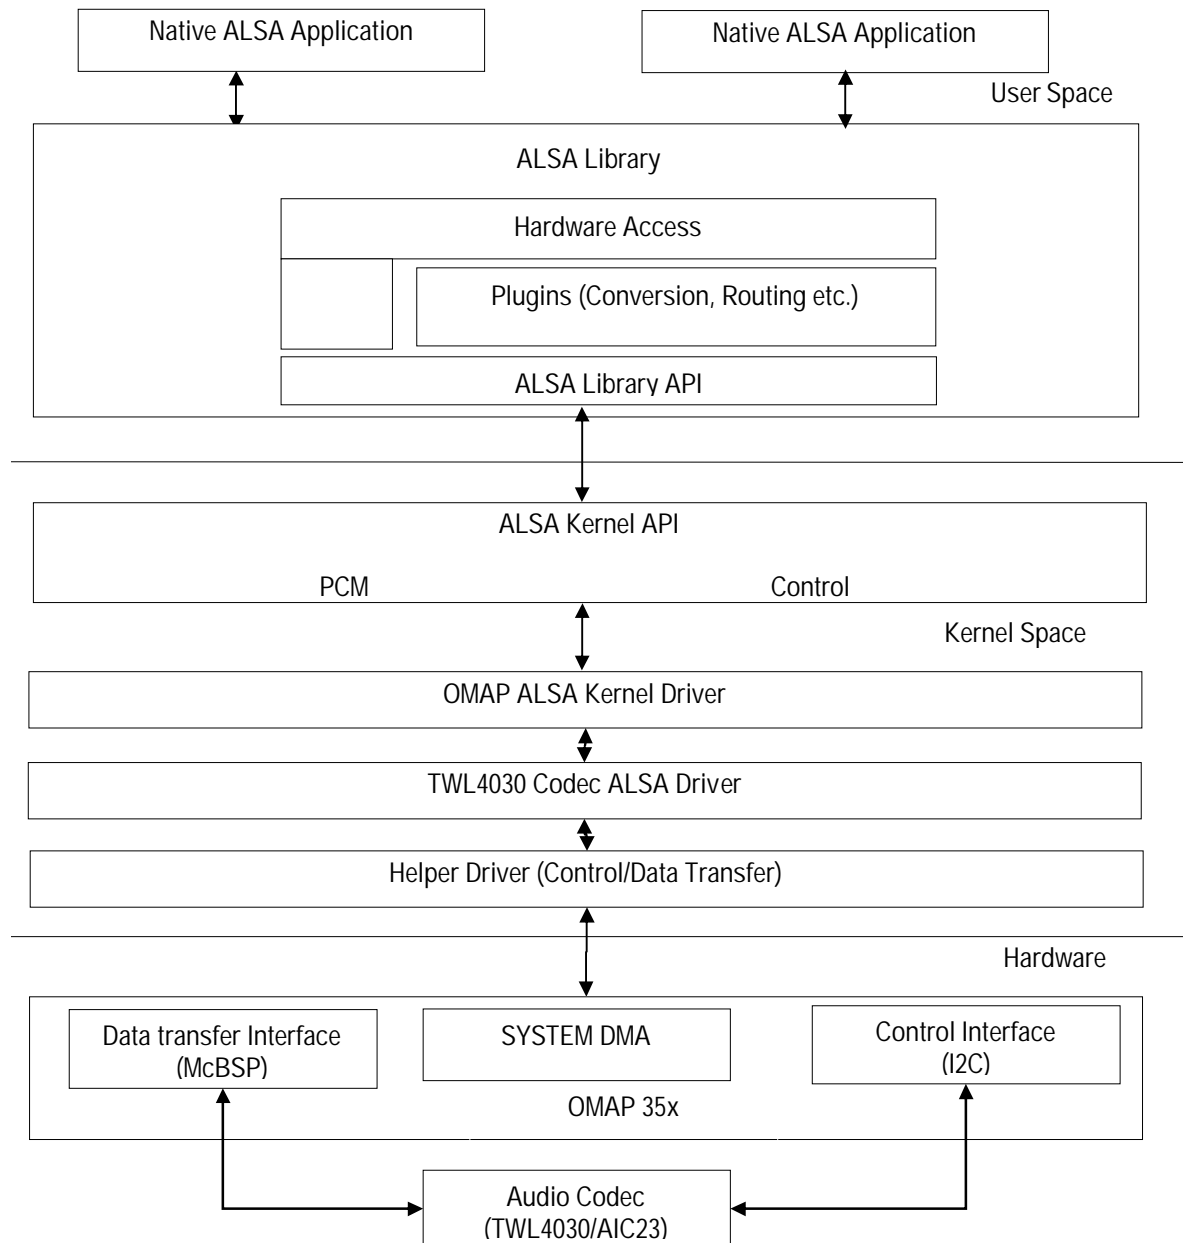 Native ALSA Application
Native ALSA Application
User Space
ALSA Library
Hardware Access
Plugins (Conversion, Routing etc.)
ALSA Library API
ALSA Kernel API
PCM
Control
Kernel Space
OMAP ALSA Kernel Driver
TWL4030 Codec ALSA Driver
Helper Driver (Control/Data Transfer)
Hardware
Data transfer Interface
(McBSP)
SYSTEM DMA
Control Interface
(I2C)
OMAP 35x
Audio Codec
(TWL4030/AIC23)